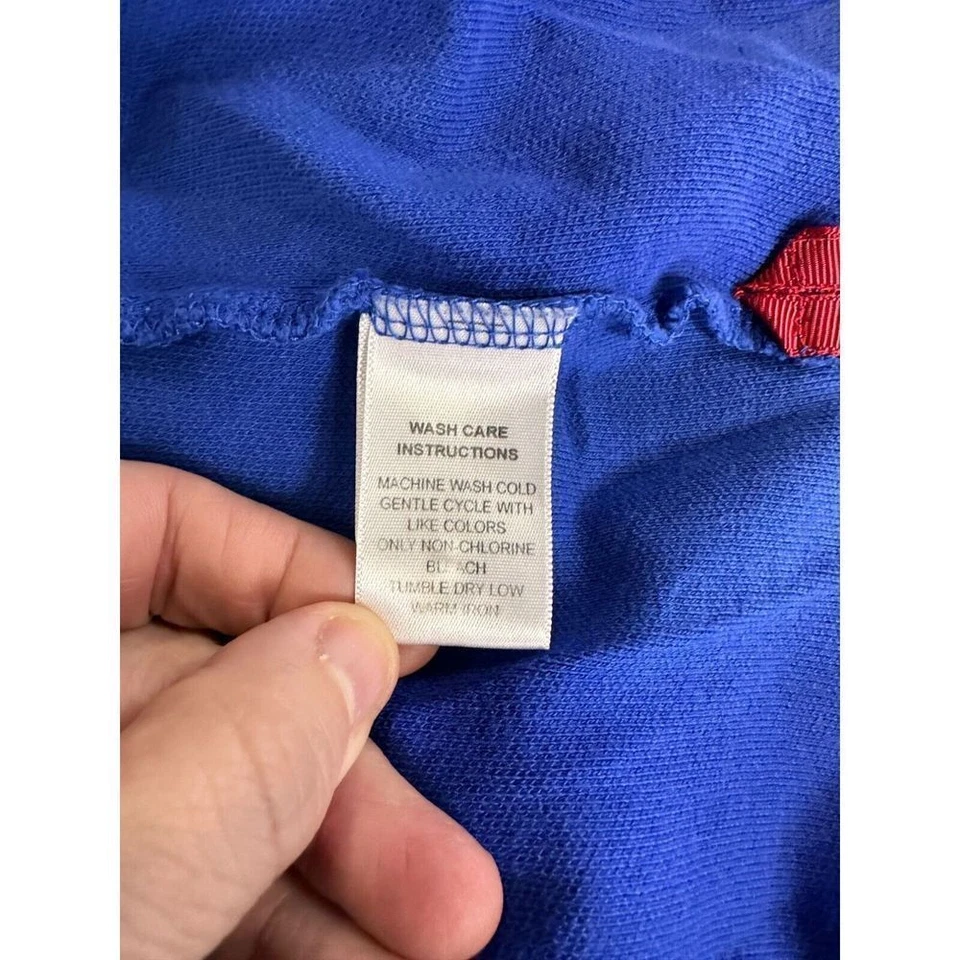 WASH CARE
INSTRUCTIONS
MACHINE WASH COLD
GENTLE CYCLE WITH
LIKE COLORS
ONLY NON-CHLORINE
BLEACH
TUMBLE DRY LOW
WARM IRON